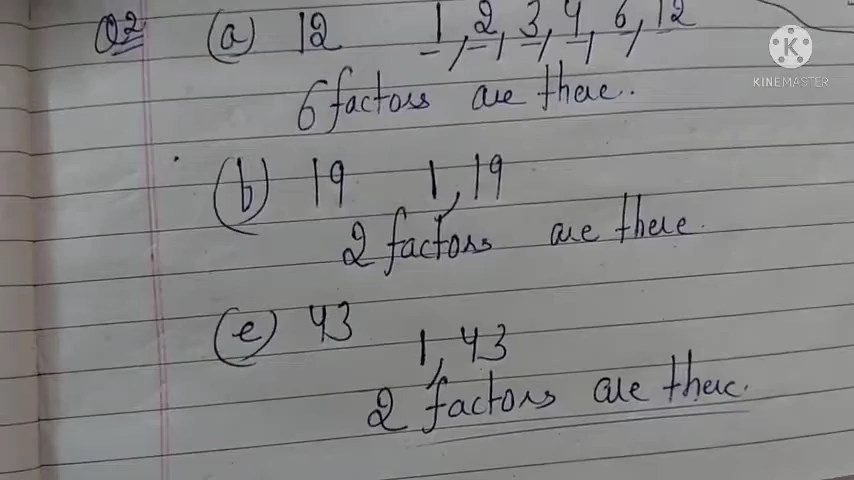 Q2 (a) 12 1, 2, 3, 4, 6, 12
6 factors are there.
(b) 19 1, 19
2 factors are there.
(e) 43 1, 43
2 factors are there.
K
KINEMASTER